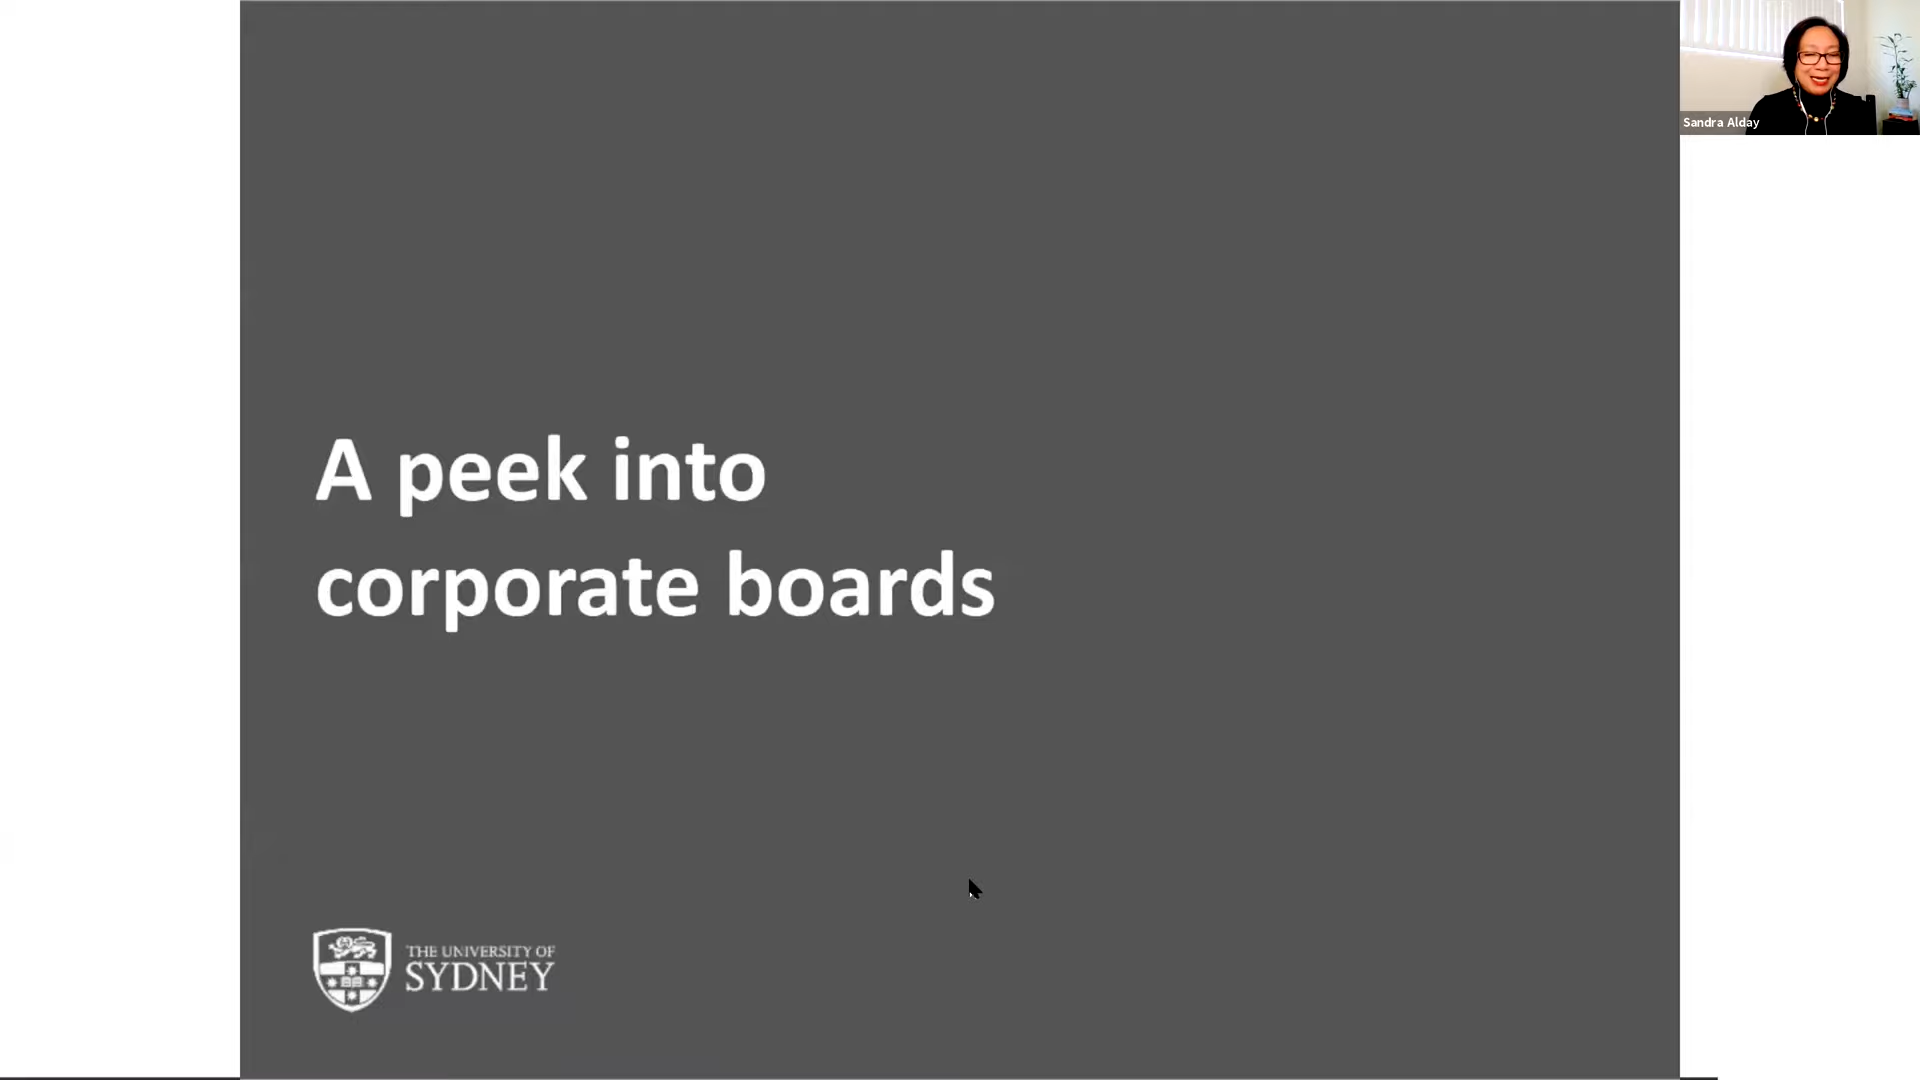 A peek into
corporate boards
THE UNIVERSITY OF
SYDNEY
Sandra Alday